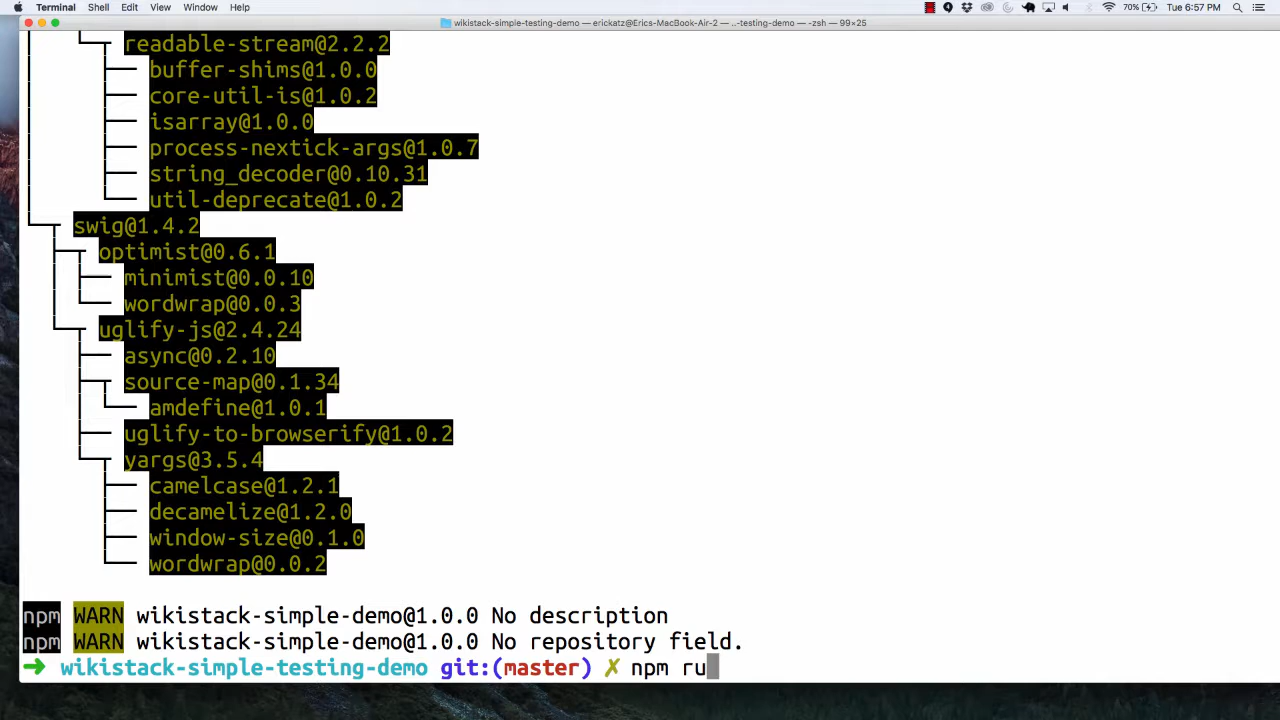 Terminal Shell Edit View Window Help 70% Tue 6:57 PM
wikistack-simple-testing-demo — erickatz@Erics-MacBook-Air-2 — ..-testing-demo — -zsh — 99×25
readable-stream@2.2.2
buffer-shims@1.0.0
core-util-is@1.0.2
isarray@1.0.0
process-nextick-args@1.0.7
string_decoder@0.10.31
util-deprecate@1.0.2
swig@1.4.2
optimist@0.6.1
minimist@0.0.10
wordwrap@0.0.3
uglify-js@2.4.24
async@0.2.10
source-map@0.1.34
amdefine@1.0.1
uglify-to-browserify@1.0.2
yargs@3.5.4
camelcase@1.2.1
decamelize@1.2.0
window-size@0.1.0
wordwrap@0.0.2
npm WARN wikistack-simple-demo@1.0.0 No description
npm WARN wikistack-simple-demo@1.0.0 No repository field.
➜ wikistack-simple-testing-demo git:(master) ✗ npm ru